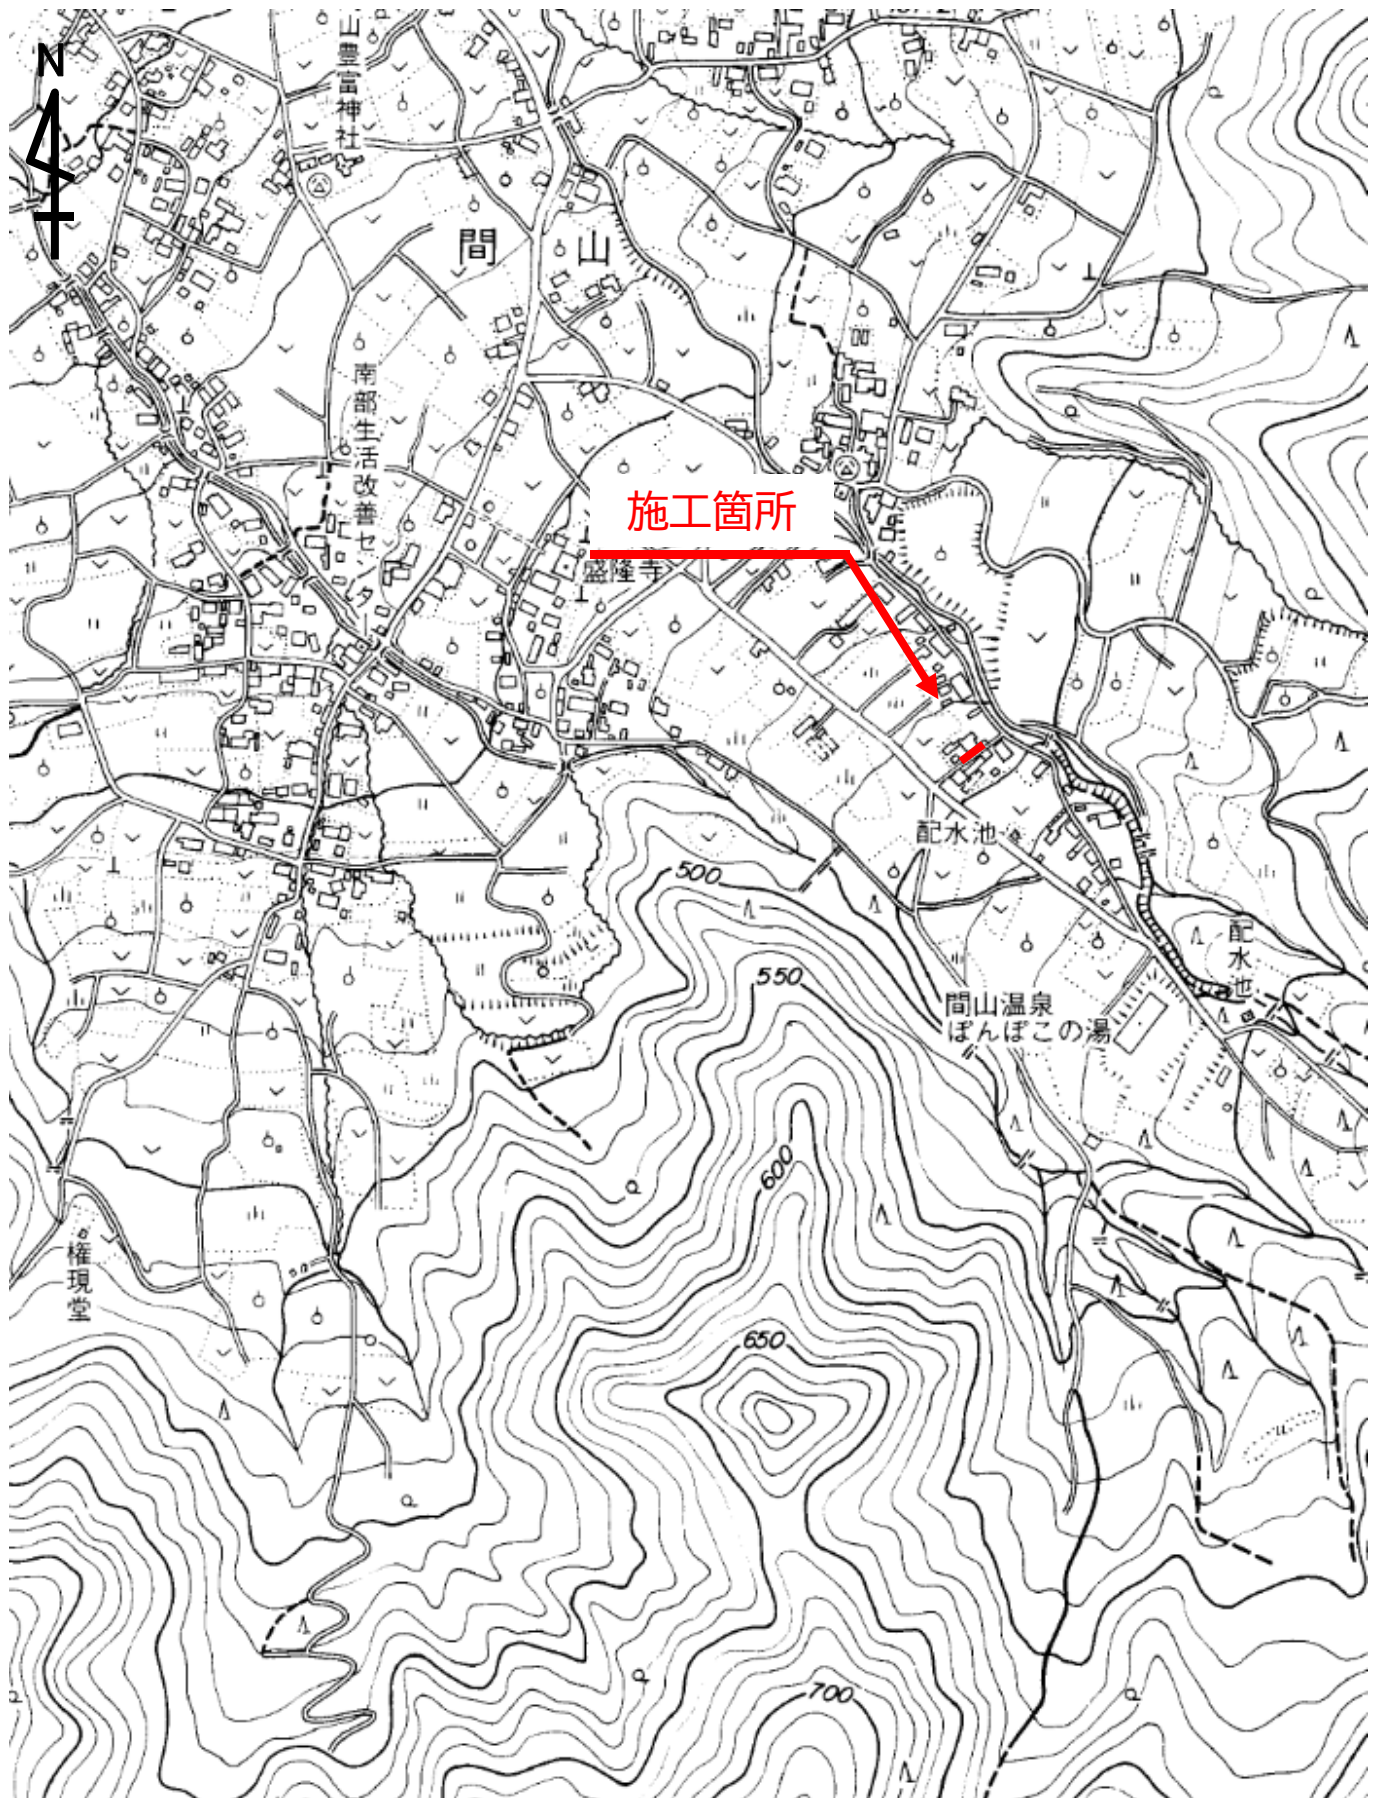 N
山豊富神社
間山
南部生活改善センター
施工箇所
盛隆寺
配水池
500
配水池
550
間山温泉
ぽんぽこの湯
600
権現堂
650
700